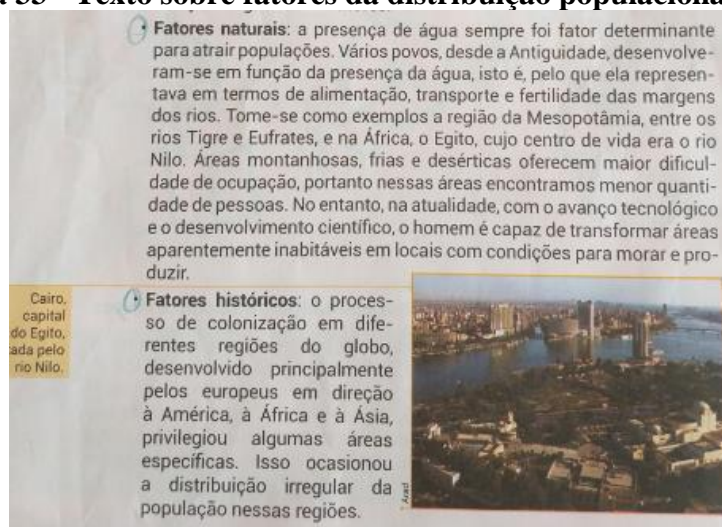 33 - Texto sobre fatores da distribuição populaciona
• Fatores naturais: a presença de água sempre foi fator determinante
para atrair populações. Vários povos, desde a Antiguidade, desenvolve-
ram-se em função da presença da água, isto é, pelo que ela represen-
tava em termos de alimentação, transporte e fertilidade das margens
dos rios. Tome-se como exemplos a região da Mesopotâmia, entre os
rios Tigre e Eufrates, e na África, o Egito, cujo centro de vida era o rio
Nilo. Áreas montanhosas, frias e desérticas oferecem maior dificul-
dade de ocupação, portanto nessas áreas encontramos menor quanti-
dade de pessoas. No entanto, na atualidade, com o avanço tecnológico
e o desenvolvimento científico, o homem é capaz de transformar áreas
aparentemente inabitáveis em locais com condições para morar e pro-
duzir.
Cairo,
capital
do Egito,
ada pelo
rio Nilo.
• Fatores históricos: o proces-
so de colonização em dife-
rentes regiões do globo,
desenvolvido principalmente
pelos europeus em direção
à América, à África e à Ásia,
privilegiou algumas áreas
específicas. Isso ocasionou
a distribuição irregular da
população nessas regiões.